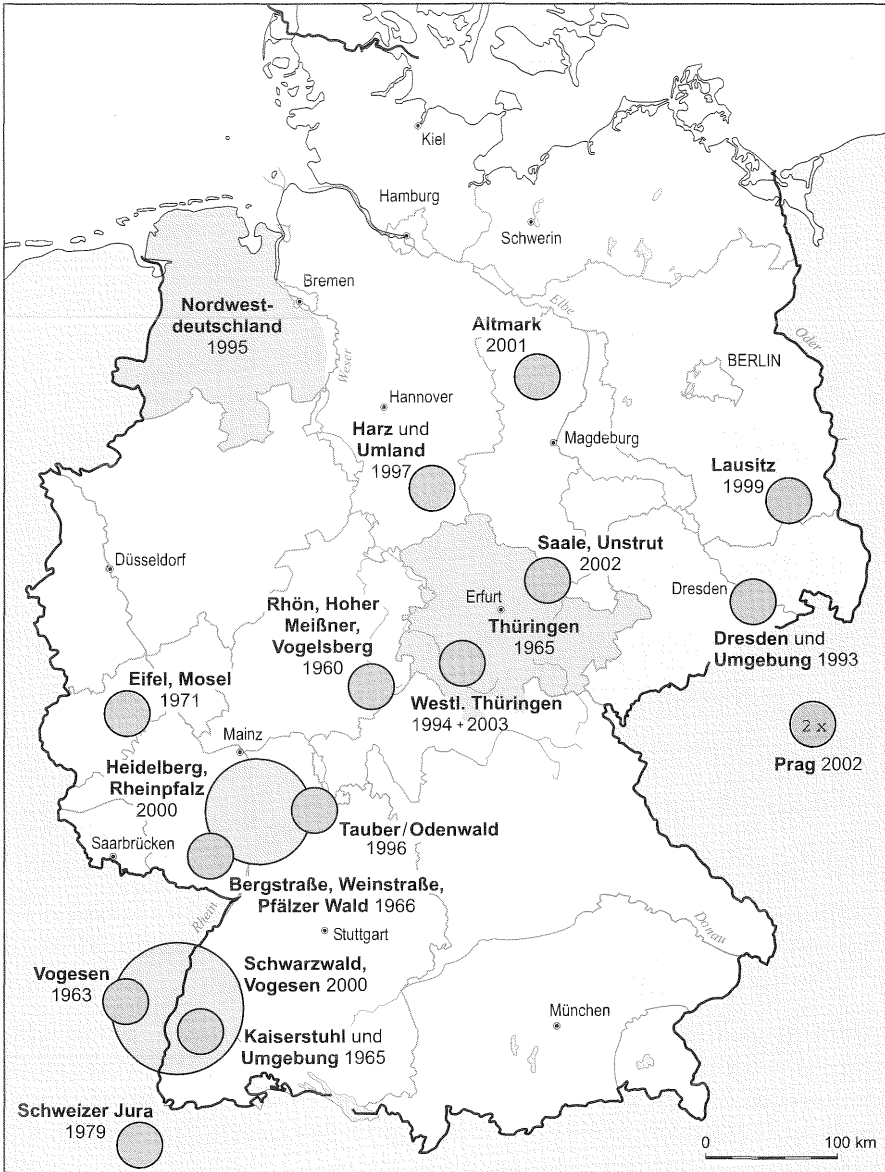 Kiel
Hamburg
Schwerin
Bremen
Elbe
Nordwest-
deutschland
1995
Weser
Altmark
2001
Oder
BERLIN
Hannover
Harz und
Umland
1997
Magdeburg
Lausitz
1999
Düsseldorf
Saale, Unstrut
2002
Dresden
Erfurt
Rhön, Hoher
Meißner,
Vogelsberg
1960
Thüringen
1965
Dresden und
Umgebung 1993
Eifel, Mosel
1971
Westl. Thüringen
1994 + 2003
2 x
Prag 2002
Mainz
Heidelberg,
Rheinpfalz
2000
Tauber/Odenwald
1996
Saarbrücken
Bergstraße, Weinstraße,
Pfälzer Wald 1966
Rhein
Stuttgart
Donau
Vogesen
1963
Schwarzwald,
Vogesen 2000
München
Kaiserstuhl und
Umgebung 1965
Schweizer Jura
1979
0 100 km